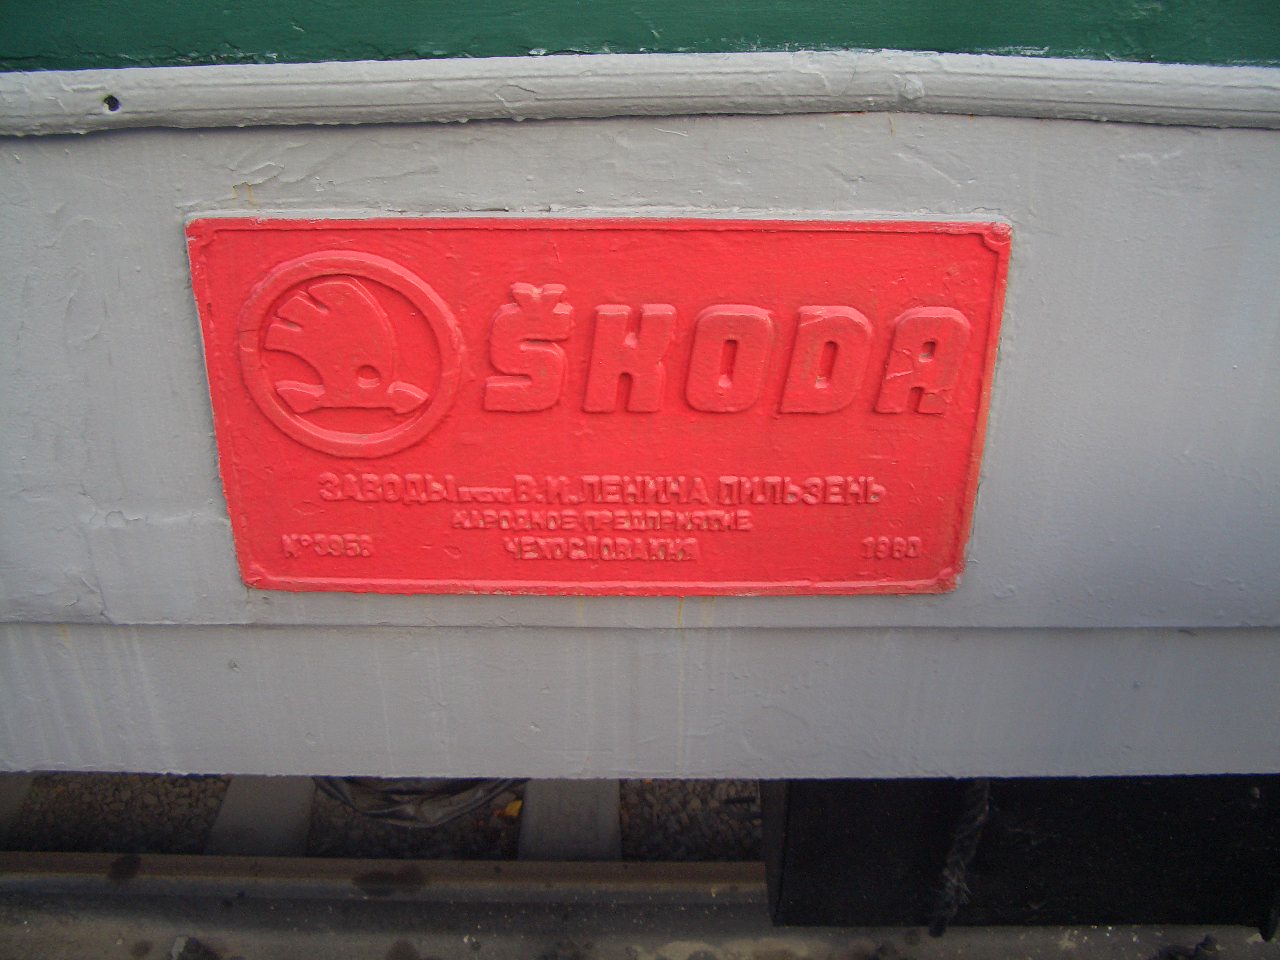 ŠKODA
ЗАВОДЫ В.И.ЛЕНИНА ПИЛЬЗЕНЬ
НАРОДНОЕ ПРЕДПРИЯТИЕ
ЧЕХОСЛОВАКИЯ